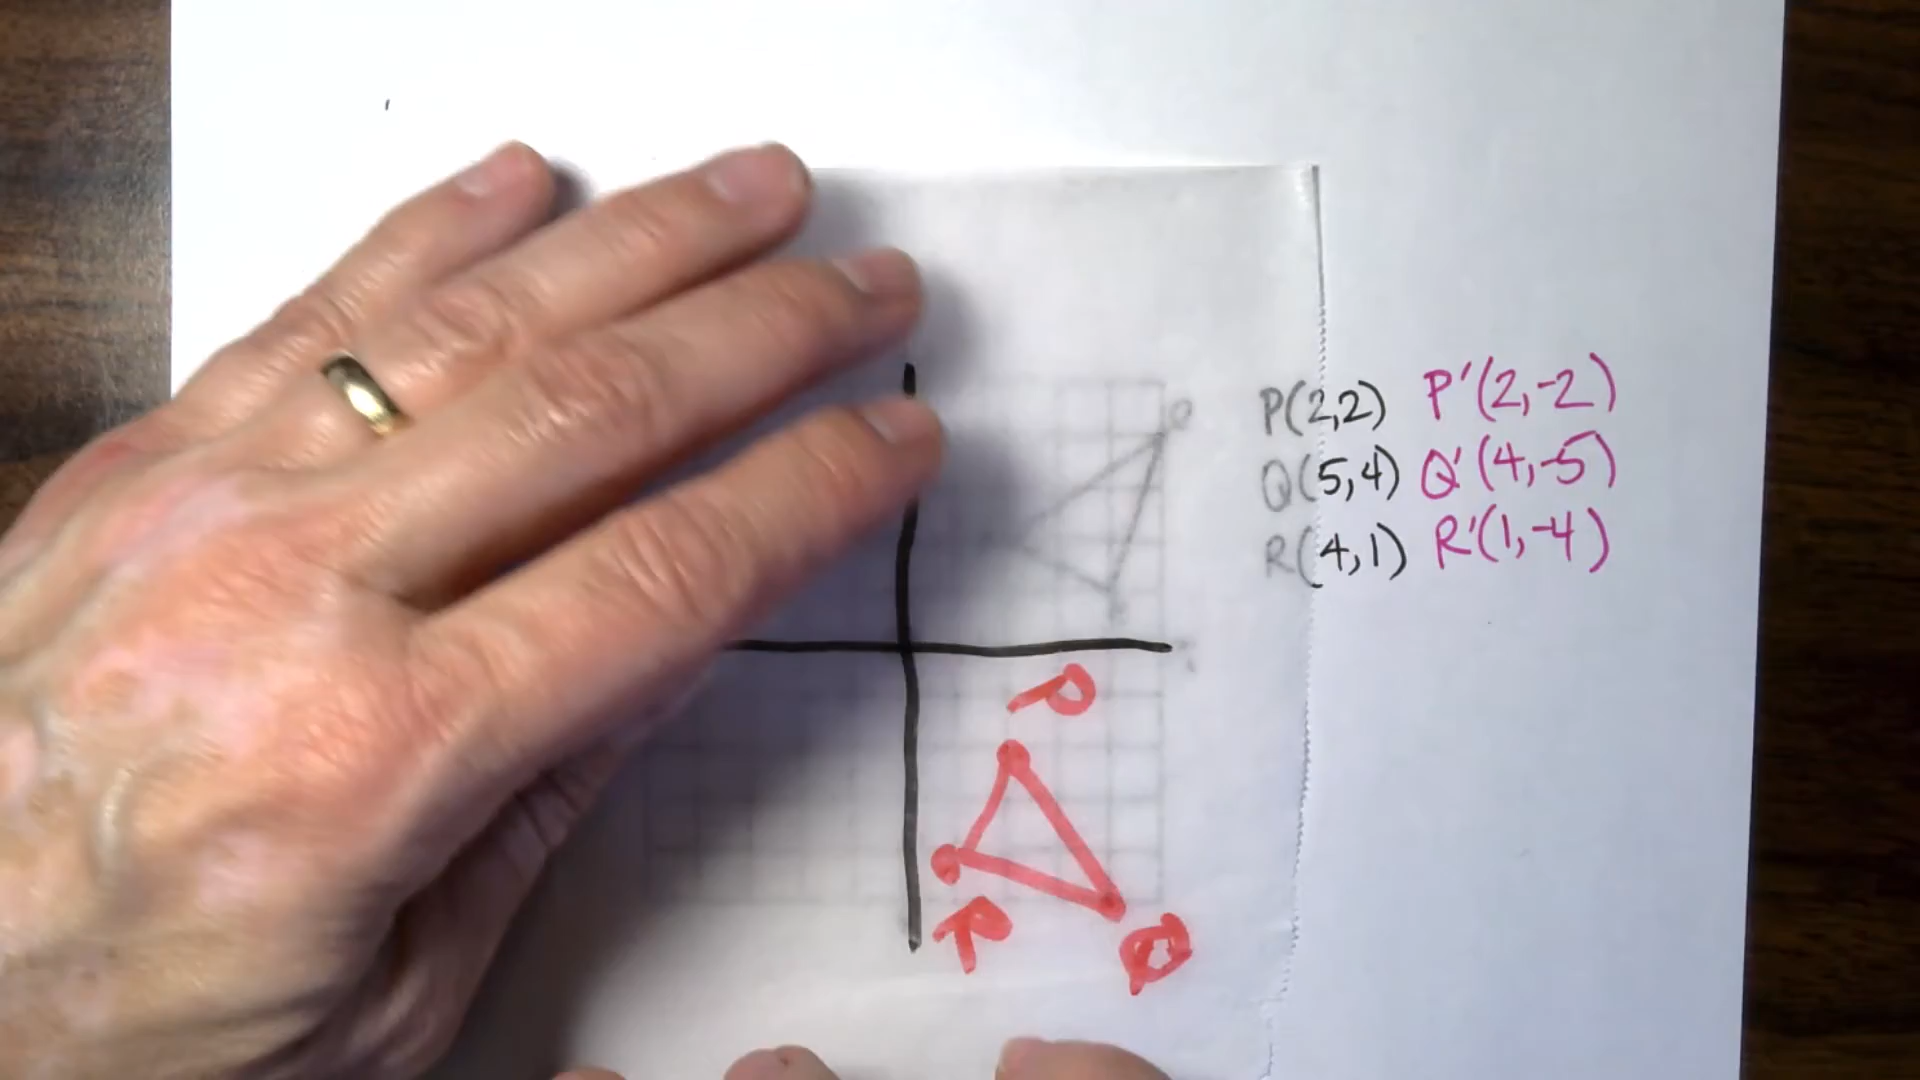 P(2,2) P'(2,-2)
Q(5,4) Q'(4,-5)
R(4,1) R'(1,-4)
Q
P
R
Q